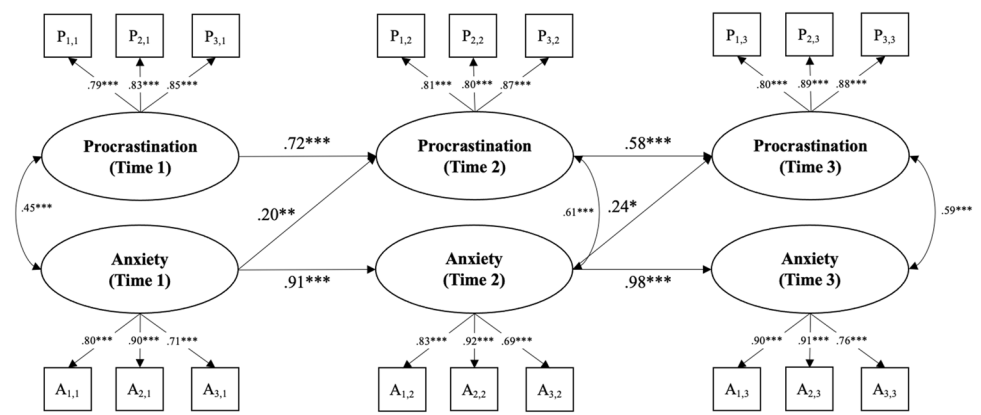 P1,1 P2,1 P3,1 P1,2 P2,2 P3,2 P1,3 P2,3 P3,3
.79*** .83*** .85*** .81*** .80*** .87*** .80*** .89*** .88***
Procrastination
(Time 1)
.72***
Procrastination
(Time 2)
.58***
Procrastination
(Time 3)
.45*** .20** .61*** .24* .59***
Anxiety
(Time 1)
.91***
Anxiety
(Time 2)
.98***
Anxiety
(Time 3)
.80*** .90*** .71*** .83*** .92*** .69*** .90*** .91*** .76***
A1,1 A2,1 A3,1 A1,2 A2,2 A3,2 A1,3 A2,3 A3,3